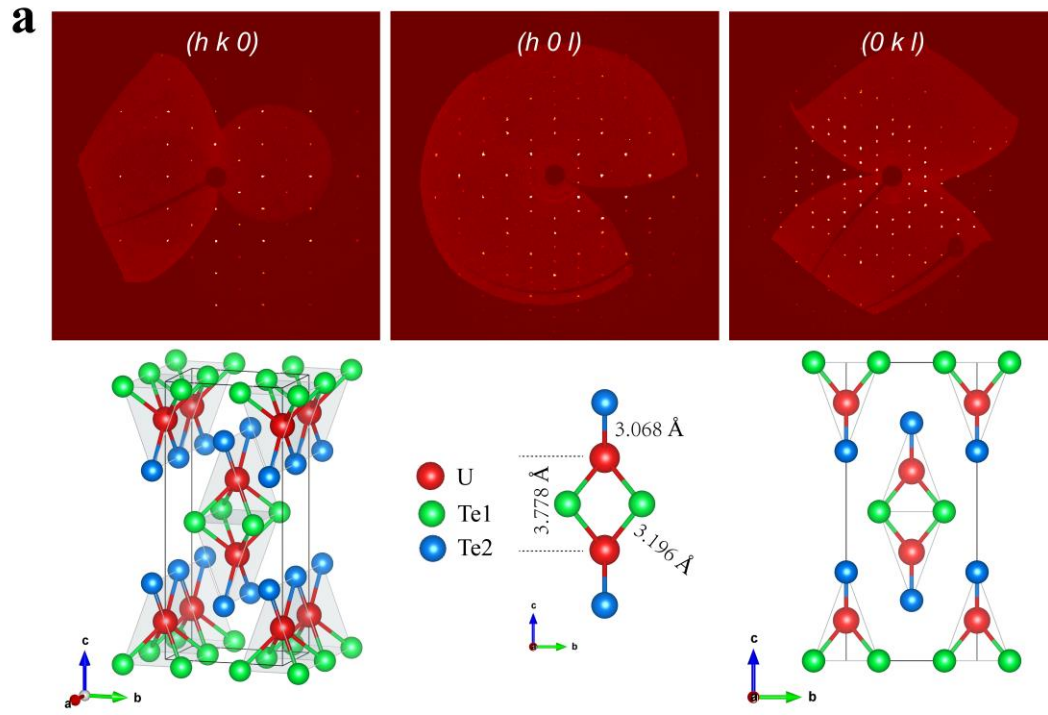 a
(h k 0)
(h 0 l)
(0 k l)
3.068 Å
3.778 Å
3.196 Å
U
Te1
Te2
c
a
b
c
a
b
c
a
b